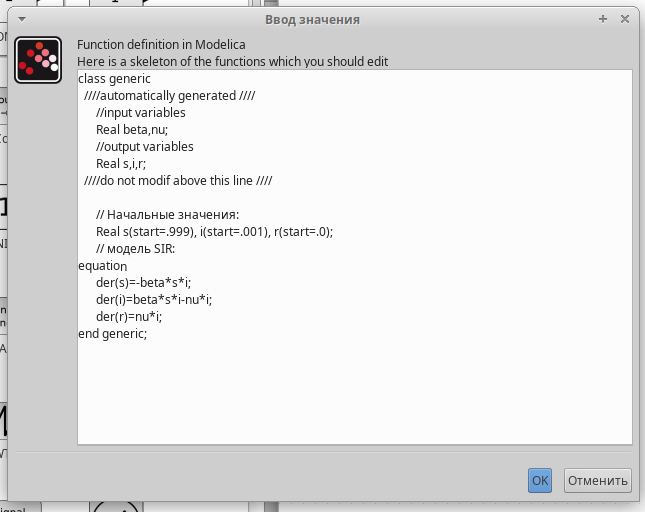 Ввод значения
Function definition in Modelica
Here is a skeleton of the functions which you should edit
class generic
////automatically generated ////
//input variables
Real beta,nu;
//output variables
Real s,i,r;
////do not modif above this line ////
// Начальные значения:
Real s(start=.999), i(start=.001), r(start=.0);
// модель SIR:
equation
der(s)=-beta*s*i;
der(i)=beta*s*i-nu*i;
der(r)=nu*i;
end generic;
OK
Отменить